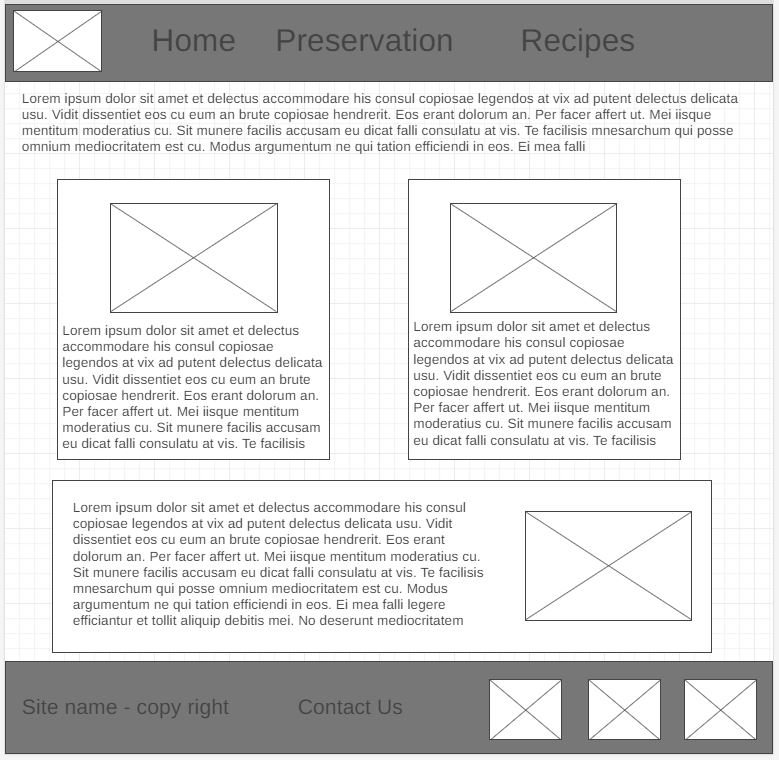 Home Preservation Recipes
Lorem ipsum dolor sit amet et delectus accommodare his consul copiosae legendos at vix ad putent delectus delicata
usu. Vidit dissentiet eos cu eum an brute copiosae hendrerit. Eos erant dolorum an. Per facer affert ut. Mei iisque
mentitum moderatius cu. Sit munere facilis accusam eu dicat falli consulatu at vis. Te facilisis mnesarchum qui posse
omnium mediocritatem est cu. Modus argumentum ne qui tation efficiendi in eos. Ei mea falli
Lorem ipsum dolor sit amet et delectus
accommodare his consul copiosae
legendos at vix ad putent delectus delicata
usu. Vidit dissentiet eos cu eum an brute
copiosae hendrerit. Eos erant dolorum an.
Per facer affert ut. Mei iisque mentitum
moderatius cu. Sit munere facilis accusam
eu dicat falli consulatu at vis. Te facilisis
Lorem ipsum dolor sit amet et delectus
accommodare his consul copiosae
legendos at vix ad putent delectus delicata
usu. Vidit dissentiet eos cu eum an brute
copiosae hendrerit. Eos erant dolorum an.
Per facer affert ut. Mei iisque mentitum
moderatius cu. Sit munere facilis accusam
eu dicat falli consulatu at vis. Te facilisis
Lorem ipsum dolor sit amet et delectus accommodare his consul
copiosae legendos at vix ad putent delectus delicata usu. Vidit
dissentiet eos cu eum an brute copiosae hendrerit. Eos erant
dolorum an. Per facer affert ut. Mei iisque mentitum moderatius cu.
Sit munere facilis accusam eu dicat falli consulatu at vis. Te facilisis
mnesarchum qui posse omnium mediocritatem est cu. Modus
argumentum ne qui tation efficiendi in eos. Ei mea falli legere
efficiantur et tollit aliquip debitis mei. No deserunt mediocritatem
Site name - copy right Contact Us